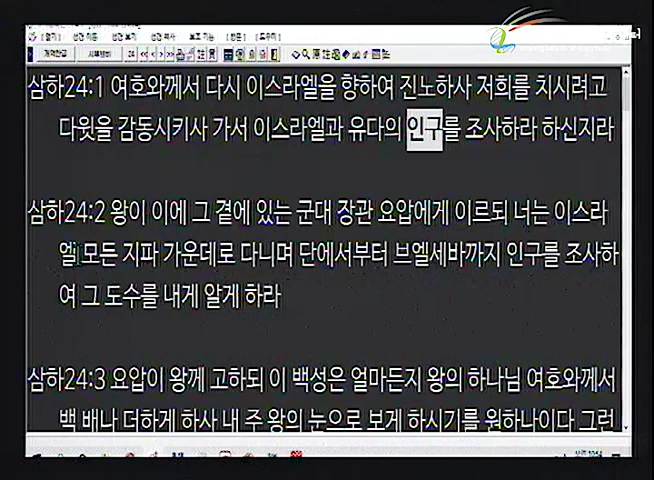 개역한글 24
삼하24:1 여호와께서 다시 이스라엘을 향하여 진노하사 저희를 치시려고
다윗을 감동시키사 가서 이스라엘과 유다의 인구를 조사하라 하신지라
삼하24:2 왕이 이에 그 곁에 있는 군대 장관 요압에게 이르되 너는 이스라
엘 모든 지파 가운데로 다니며 단에서부터 브엘세바까지 인구를 조사하
여 그 도수를 내게 알게 하라
삼하24:3 요압이 왕께 고하되 이 백성은 얼마든지 왕의 하나님 여호와께서
백 배나 더하게 하사 내 주 왕의 눈으로 보게 하시기를 원하나이다 그런